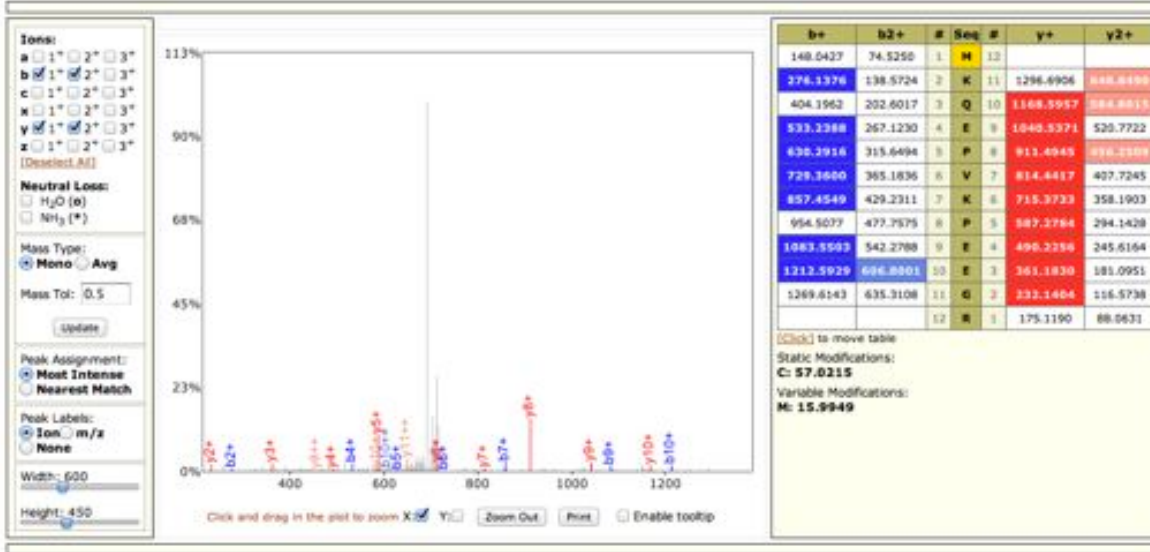 Ions:
a 1+ 2+ 3+
b 1+ 2+ 3+
c 1+ 2+ 3+
x 1+ 2+ 3+
y 1+ 2+ 3+
z 1+ 2+ 3+
[Deselect All]
Neutral Loss:
H2O (o)
NH3 (*)
Mass Type:
Mono Avg
Mass Tol: 0.5
Update
Peak Assignment:
Most Intense
Nearest Match
Peak Labels:
Ion m/z
None
Width: 600
Height: 450
113%
90%
68%
45%
23%
0%
y2+ b2+ y3+ y4+ b4+ y5+ b5+ y11++ y7+ b7+ y8+ y9+ b9+ y10+ b10+
400 600 800 1000 1200
Click and drag in the plot to zoom X: Y: Zoom Out Print Enable tooltip
b+ b2+ # Seq # y+ y2+
148.0427 74.5250 1 M 12
276.1376 138.5724 2 K 11 1296.6906
404.1962 202.6017 3 Q 10 1168.5957
533.2388 267.1230 4 E 9 1040.5371 520.7722
630.2916 315.6494 5 P 8 911.4945
729.3600 365.1836 6 V 7 814.4417 407.7245
857.4549 429.2311 7 K 6 715.3733 358.1903
954.5077 477.7575 8 P 5 587.2784 294.1428
1083.5503 542.2788 9 E 4 490.2256 245.6164
1212.5929 606.8001 10 E 3 361.1830 181.0951
1269.6143 635.3108 11 G 2 232.1404 116.5738
12 R 1 175.1190 88.0631
[Click] to move table
Static Modifications:
C: 57.0215
Variable Modifications:
M: 15.9949